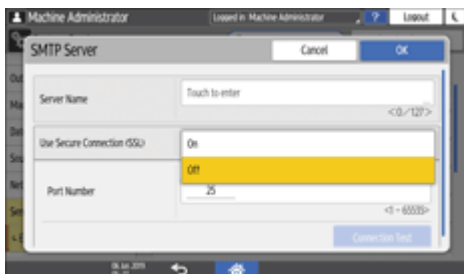 Machine Administrator
Logged in: Machine Administrator
?
Logout
SMTP Server
Cancel
OK
Server Name
Touch to enter
<0/127>
Use Secure Connection (SSL)
On
Off
Port Number
25
<1 - 65535>
Connection Test